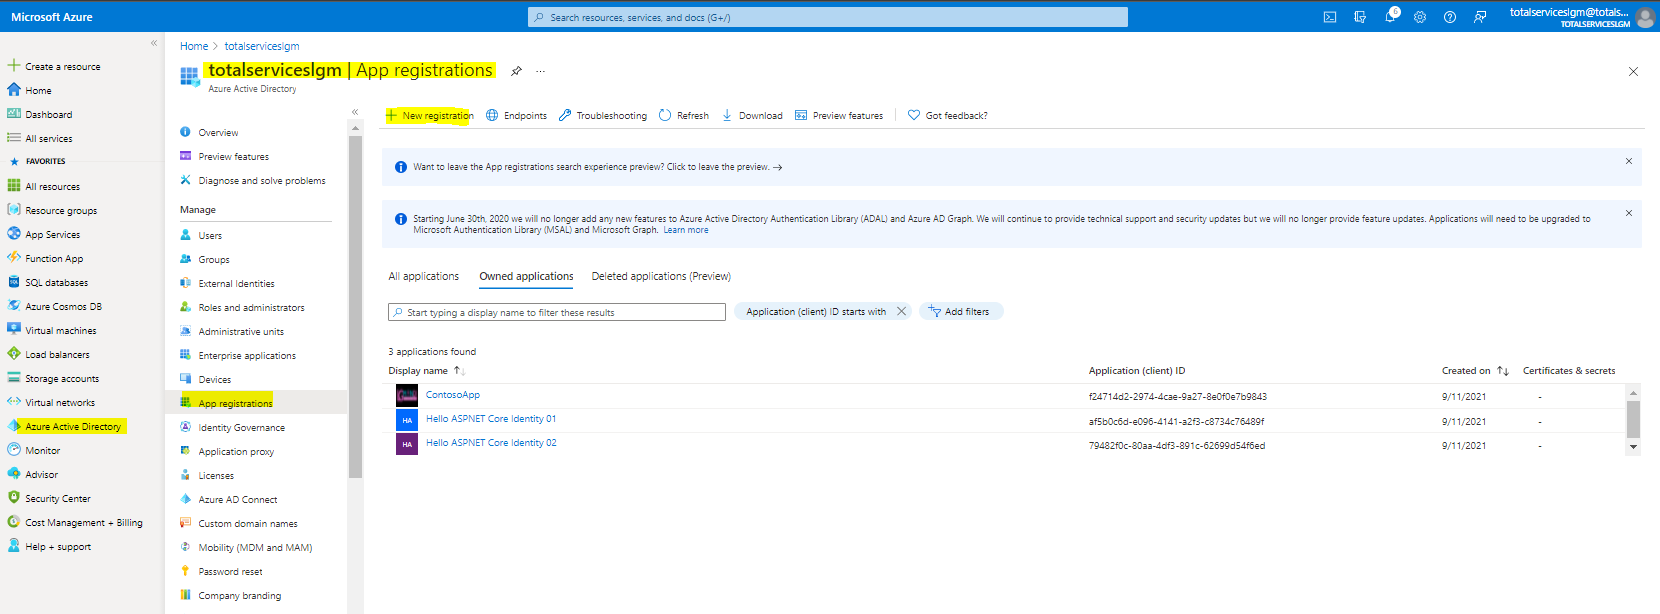 Microsoft Azure
Search resources, services, and docs (G+/)
6
totalserviceslgm@totals...
TOTALSERVICESLGM
Create a resource
Home
Dashboard
All services
FAVORITES
All resources
Resource groups
App Services
Function App
SQL databases
Azure Cosmos DB
Virtual machines
Load balancers
Storage accounts
Virtual networks
Azure Active Directory
Monitor
Advisor
Security Center
Cost Management + Billing
Help + support
Home > totalserviceslgm
totalserviceslgm | App registrations
Azure Active Directory
Overview
Preview features
Diagnose and solve problems
Manage
Users
Groups
External Identities
Roles and administrators
Administrative units
Enterprise applications
Devices
App registrations
Identity Governance
Application proxy
Licenses
Azure AD Connect
Custom domain names
Mobility (MDM and MAM)
Password reset
Company branding
New registration Endpoints Troubleshooting Refresh Download Preview features Got feedback?
Want to leave the App registrations search experience preview? Click to leave the preview. →
Starting June 30th, 2020 we will no longer add any new features to Azure Active Directory Authentication Library (ADAL) and Azure AD Graph. We will continue to provide technical support and security updates but we will no longer provide feature updates. Applications will need to be upgraded to
Microsoft Authentication Library (MSAL) and Microsoft Graph. Learn more
All applications Owned applications Deleted applications (Preview)
Start typing a display name to filter these results Application (client) ID starts with Add filters
3 applications found
Display name Application (client) ID Created on Certificates & secrets
ContosoApp f24714d2-2974-4cae-9a27-8e0f0e7b9843 9/11/2021 -
HA Hello ASPNET Core Identity 01 af5b0c6d-e096-4141-a2f3-c8734c76489f 9/11/2021 -
HA Hello ASPNET Core Identity 02 79482f0c-80aa-4df3-891c-62699d54f6ed 9/11/2021 -